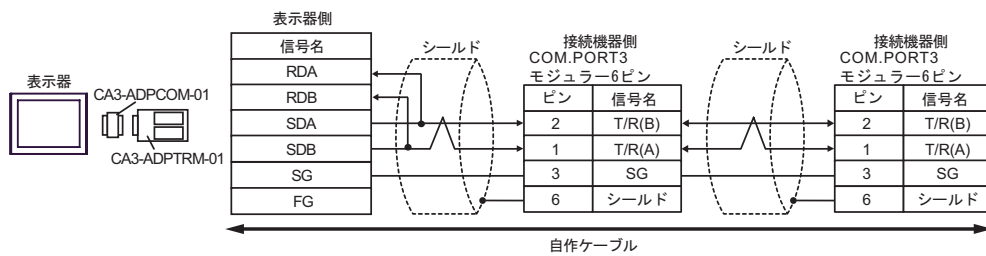 表示器
CA3-ADPCOM-01
CA3-ADPTRM-01
表示器側
信号名
RDA
RDB
SDA
SDB
SG
FG
シールド
接続機器側
COM.PORT3
モジュラー6ピン
ピン 信号名
2 T/R(B)
1 T/R(A)
3 SG
6 シールド
シールド
接続機器側
COM.PORT3
モジュラー6ピン
ピン 信号名
2 T/R(B)
1 T/R(A)
3 SG
6 シールド
自作ケーブル